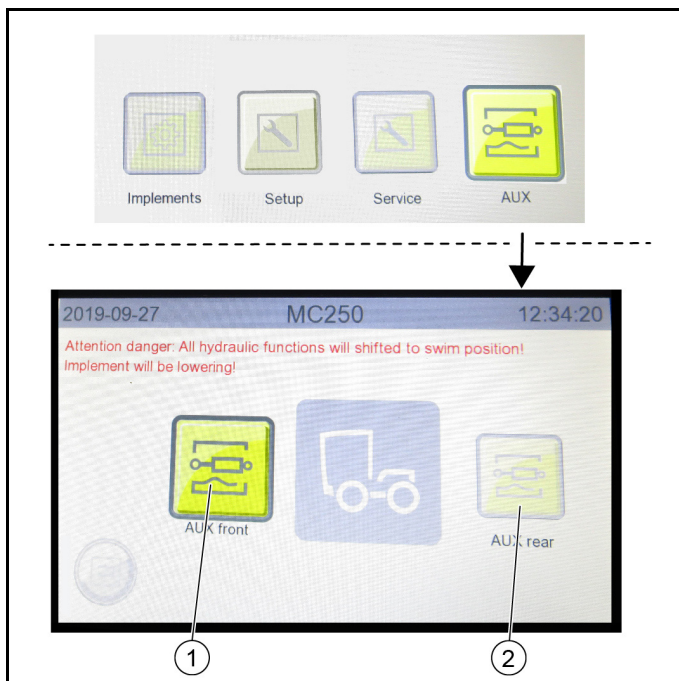 Implements
Setup
Service
AUX
2019-09-27
MC250
12:34:20
Attention danger: All hydraulic functions will shifted to swim position!
Implement will be lowering!
AUX front
AUX rear
1
2